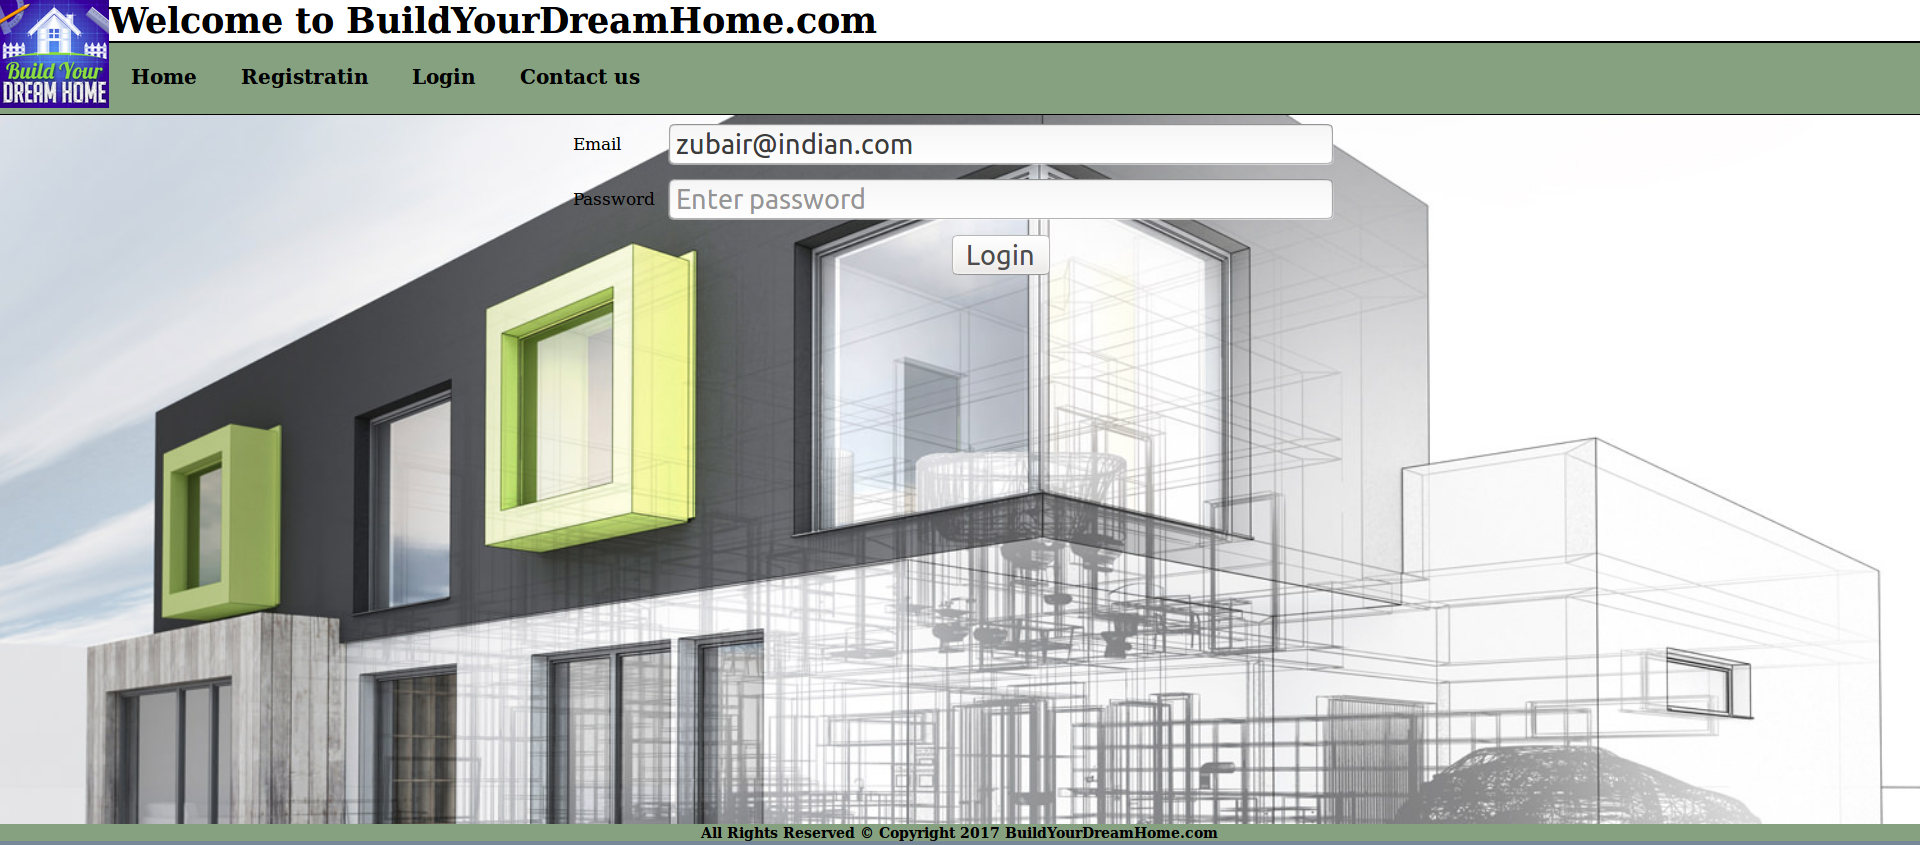 Welcome to BuildYourDreamHome.com
Build Your
DREAM HOME
Home Registratin Login Contact us
Email zubair@indian.com
Password Enter password
Login
All Rights Reserved © Copyright 2017 BuildYourDreamHome.com